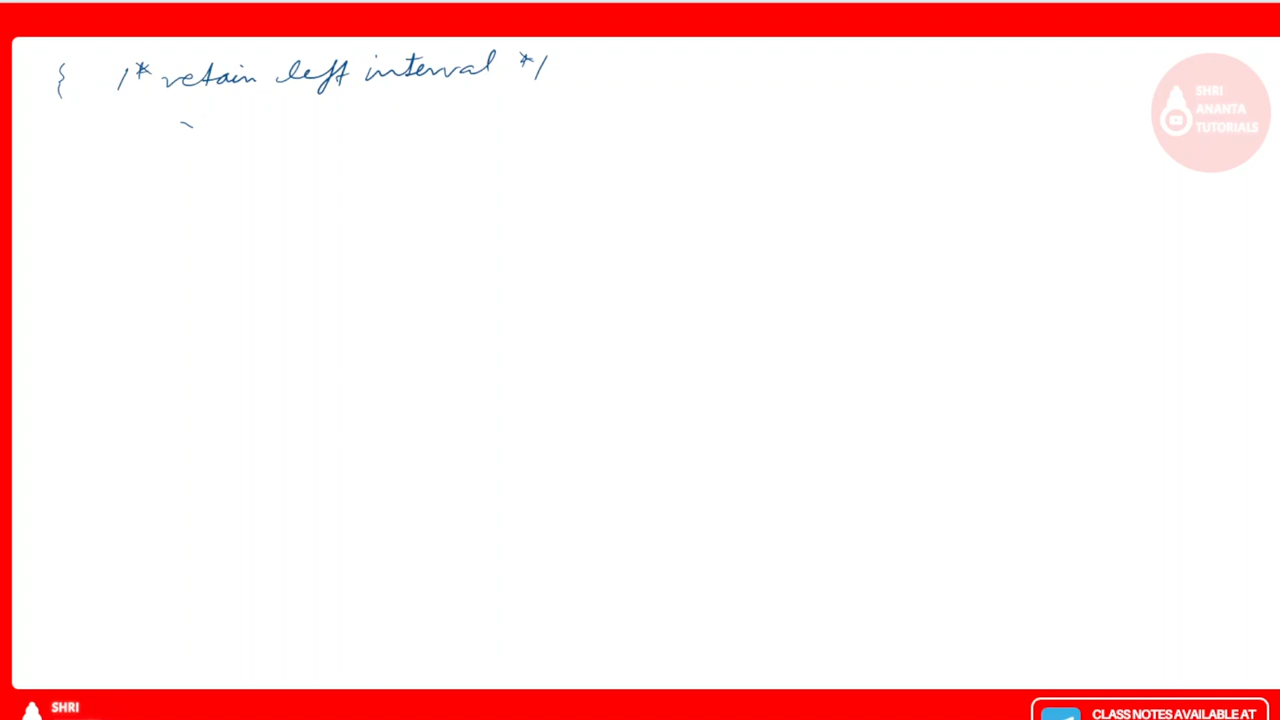 { /* retain left interval */
SHRI
ANANTA
TUTORIALS
SHRI
CLASS NOTES AVAILABLE AT